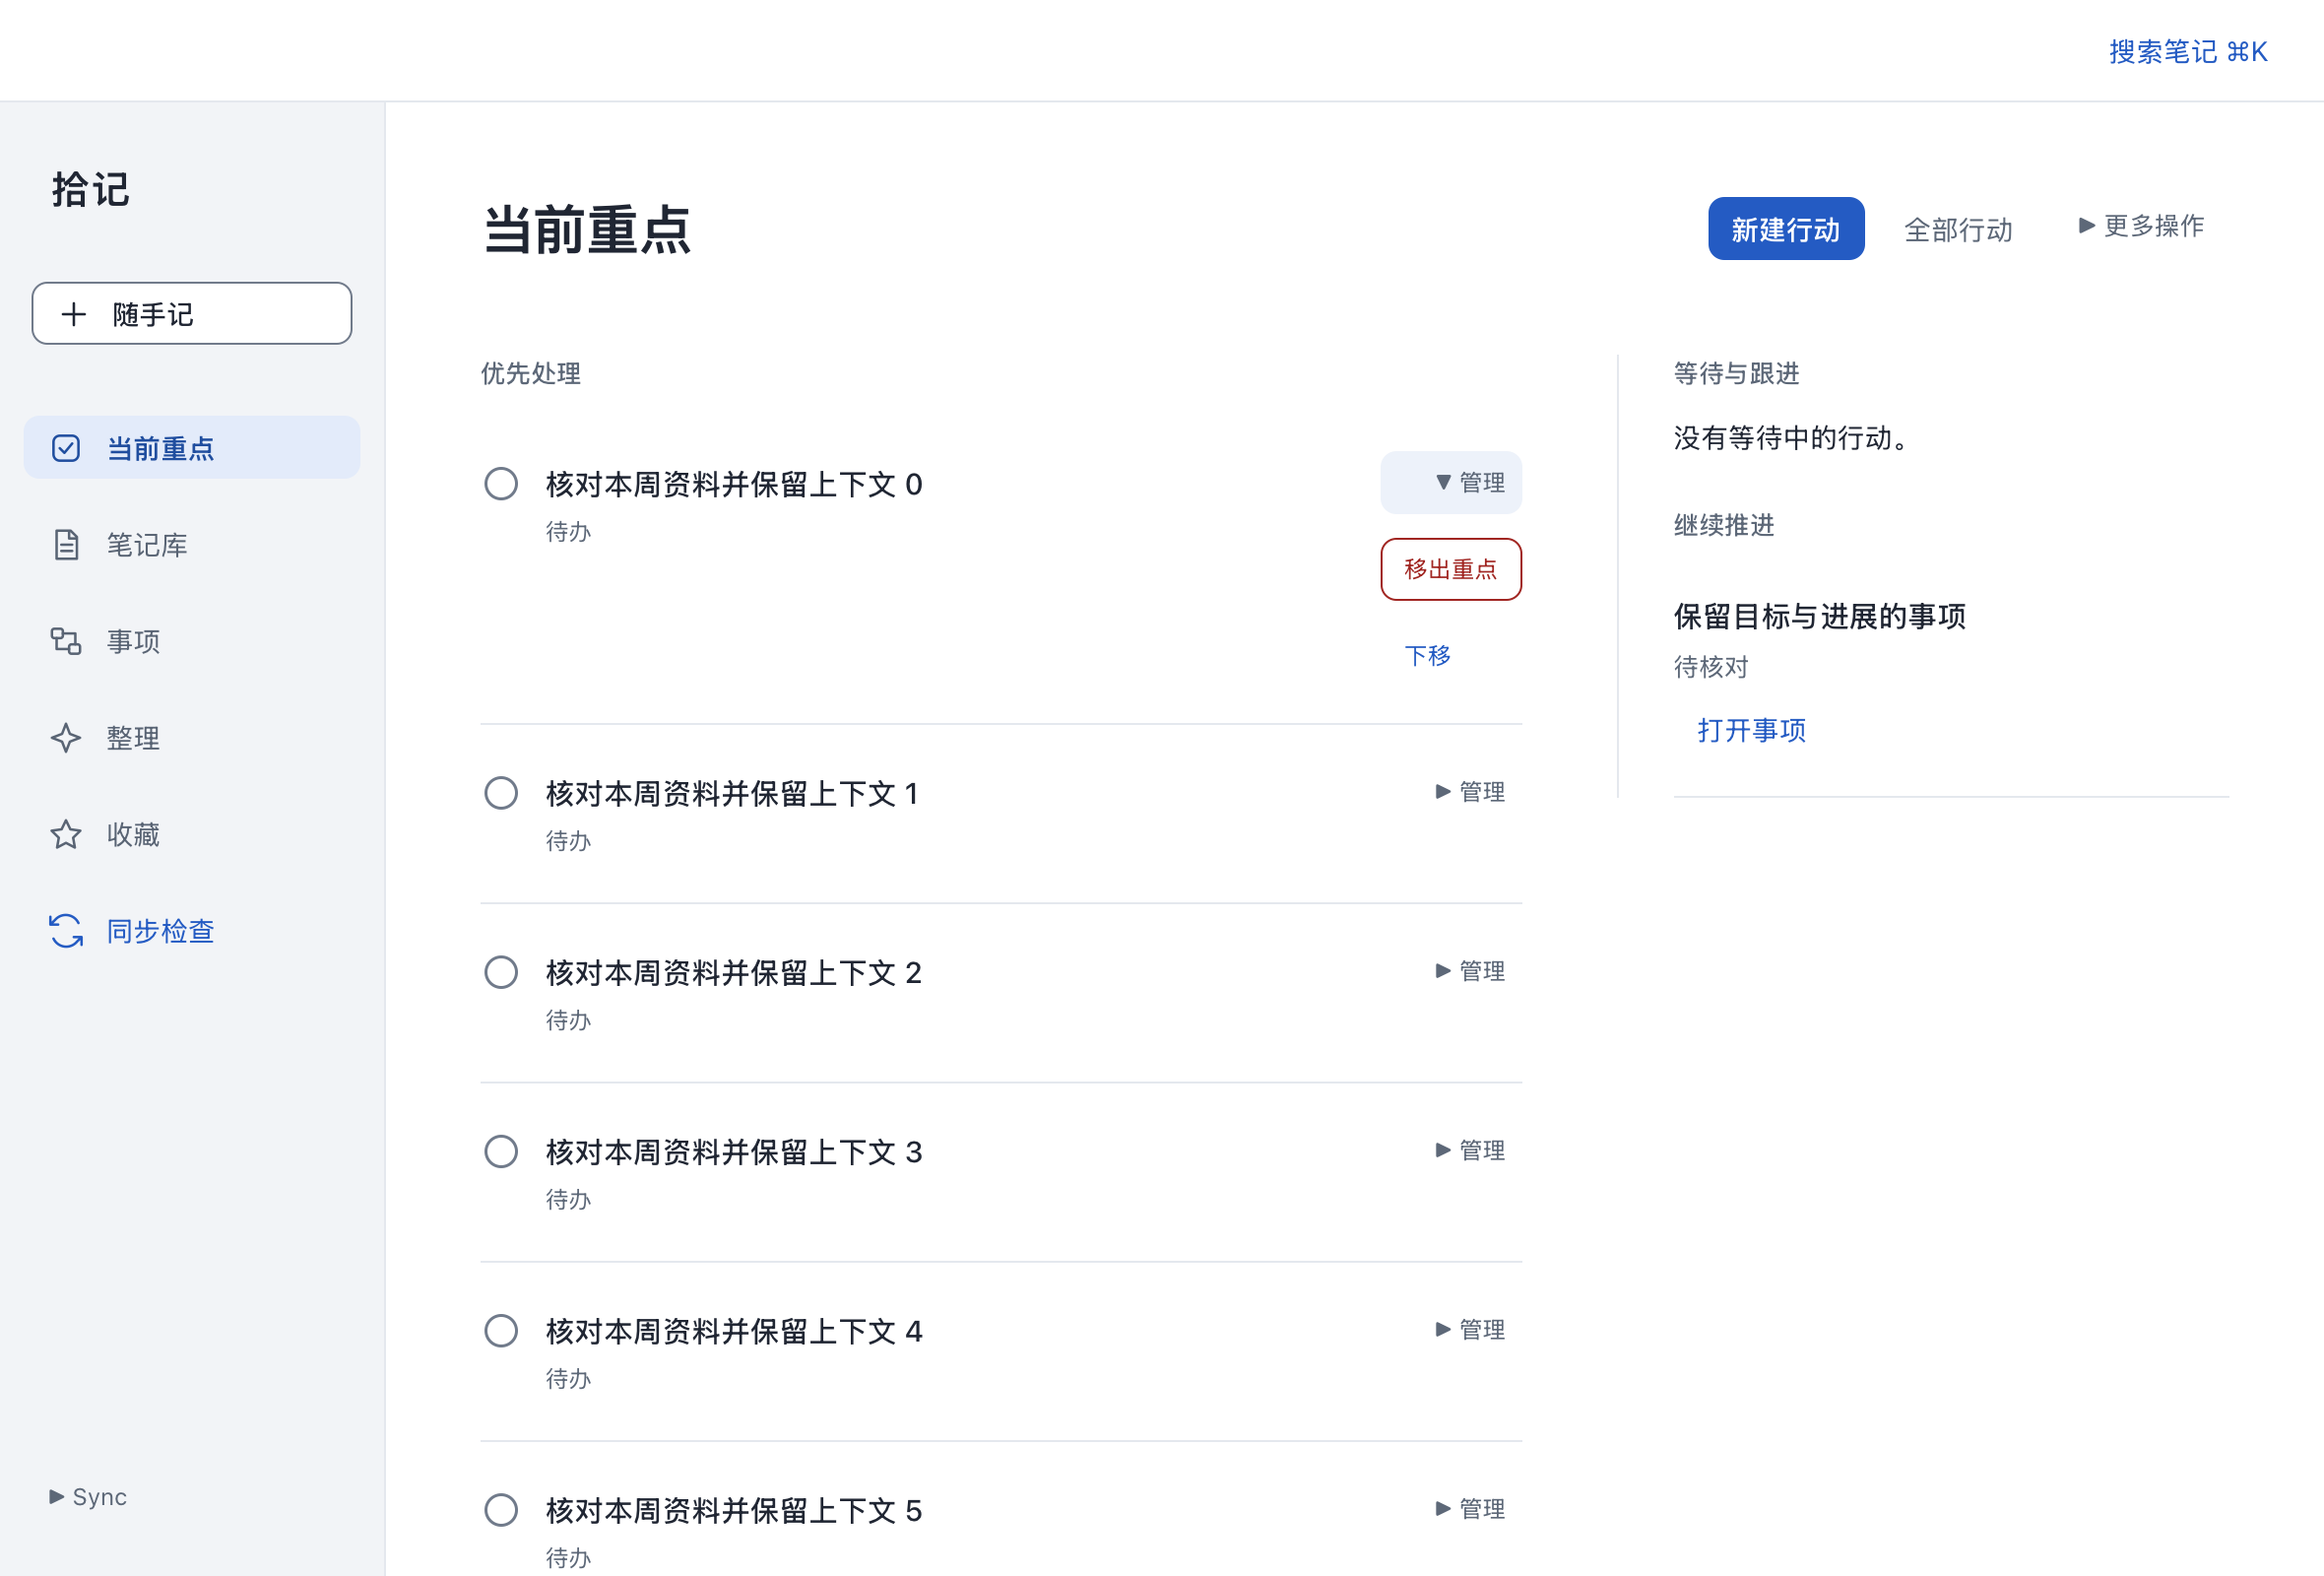 搜索笔记 ⌘K
拾记
随手记
当前重点
笔记库
事项
整理
收藏
同步检查
Sync
当前重点
新建行动
全部行动
更多操作
优先处理
核对本周资料并保留上下文 0
待办
管理
移出重点
下移
核对本周资料并保留上下文 1
待办
管理
核对本周资料并保留上下文 2
待办
管理
核对本周资料并保留上下文 3
待办
管理
核对本周资料并保留上下文 4
待办
管理
核对本周资料并保留上下文 5
待办
管理
等待与跟进
没有等待中的行动。
继续推进
保留目标与进展的事项
待核对
打开事项